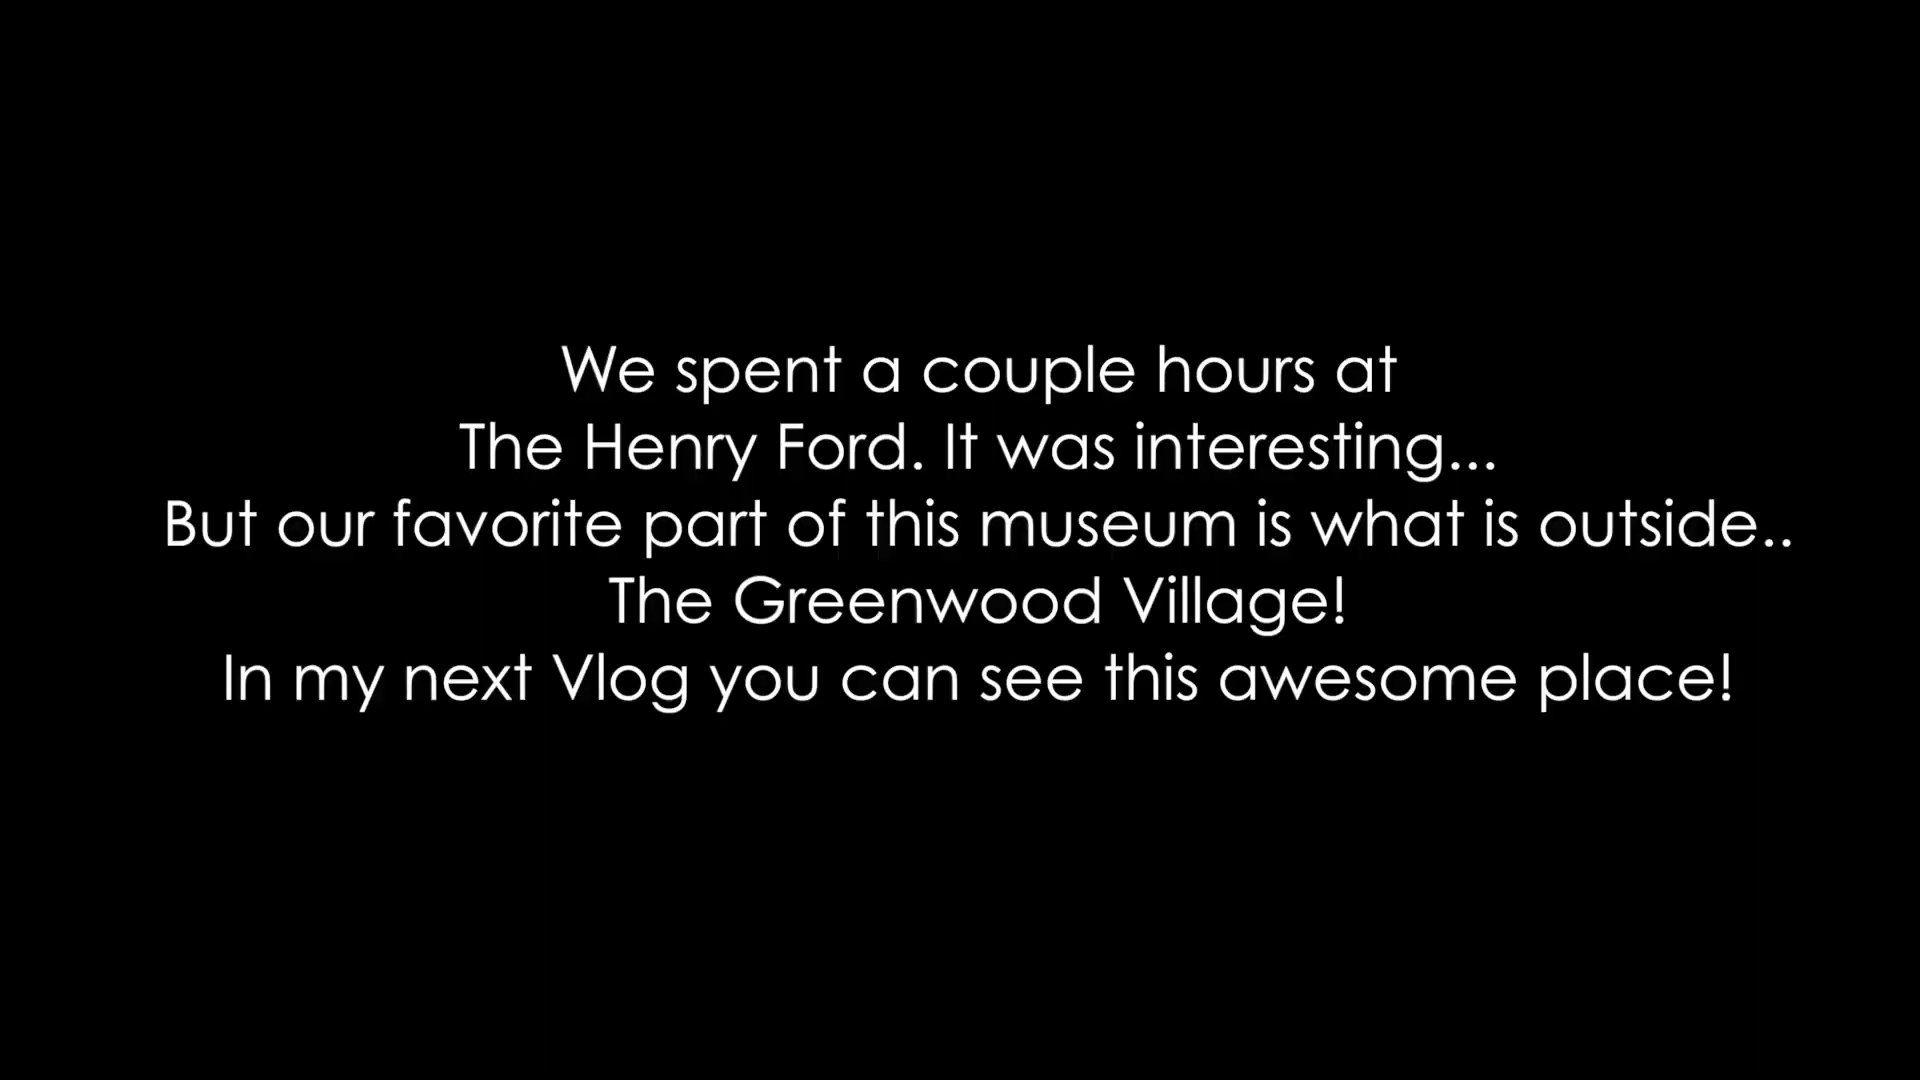 We spent a couple hours at
The Henry Ford. It was interesting...
But our favorite part of this museum is what is outside..
The Greenwood Village!
In my next Vlog you can see this awesome place!